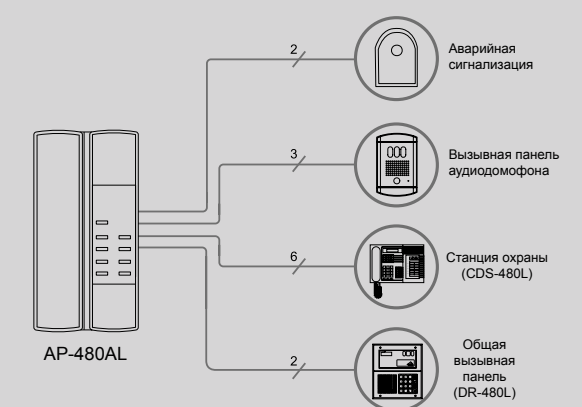 2
Аварийная
сигнализация
3
Вызывная панель
аудиодомофона
6
Станция охраны
(CDS-480L)
AP-480AL
2
Общая
вызывная
панель
(DR-480L)